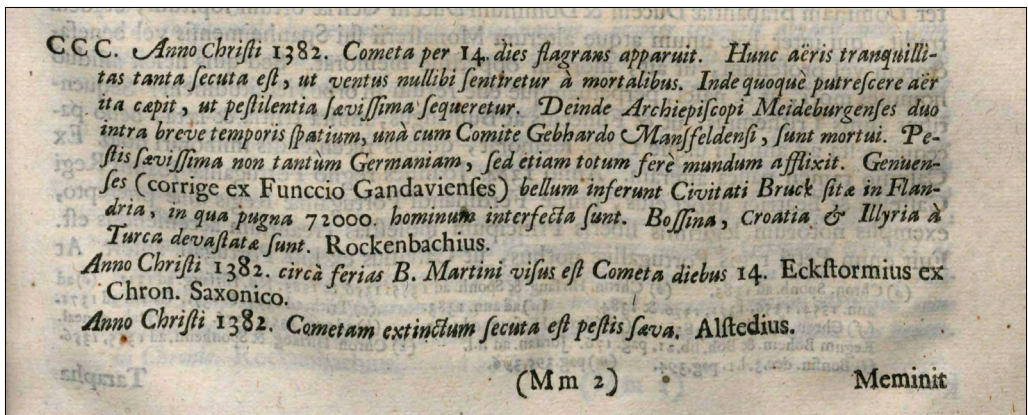 CCC. Anno Christi 1382. Cometa per 14. dies flagrans apparuit. Hunc aëris tranquilli-
tas tanta secuta est, ut ventus nullibi sentiretur à mortalibus. Inde quoquè putrescere aër
ita cæpit, ut pestilentia sævissima sequeretur. Deinde Archiepiscopi Meideburgenses duo
intra breve temporis spatium, unà cum Comite Gebhardo Mansfeldensi, sunt mortui. Pe-
stis sævissima non tantùm Germaniam, sed etiam totum ferè mundum afflixit. Genuen-
ses (corrige ex Funccio Gandavienses) bellum inferunt Civitati Bruck sitæ in Flan-
dria, in qua pugna 72000. hominum interfecta sunt. Bossina, Croatia & Illyria à
Turca devastatæ sunt. Rockenbachius.
Anno Christi 1382. circà ferias B. Martini visus est Cometa diebus 14. Eckstormius ex
Chron. Saxonico.
Anno Christi 1382. Cometam extinctum secuta est pestis sæva. Alstedius.
(Mm 2) Meminit